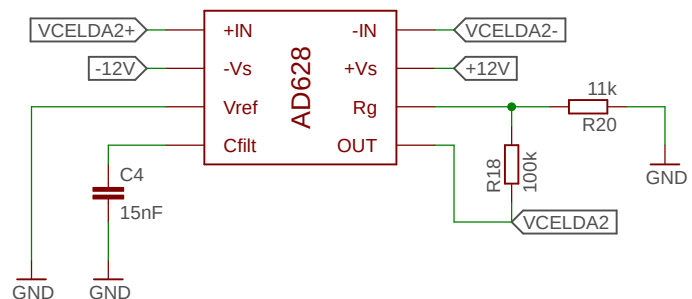 VCELDA2+
+IN
-IN
VCELDA2-
-12V
-Vs
+Vs
+12V
AD628
Vref
Rg
11k
R20
Cfilt
OUT
C4
15nF
R18
100k
GND
VCELDA2
GND
GND